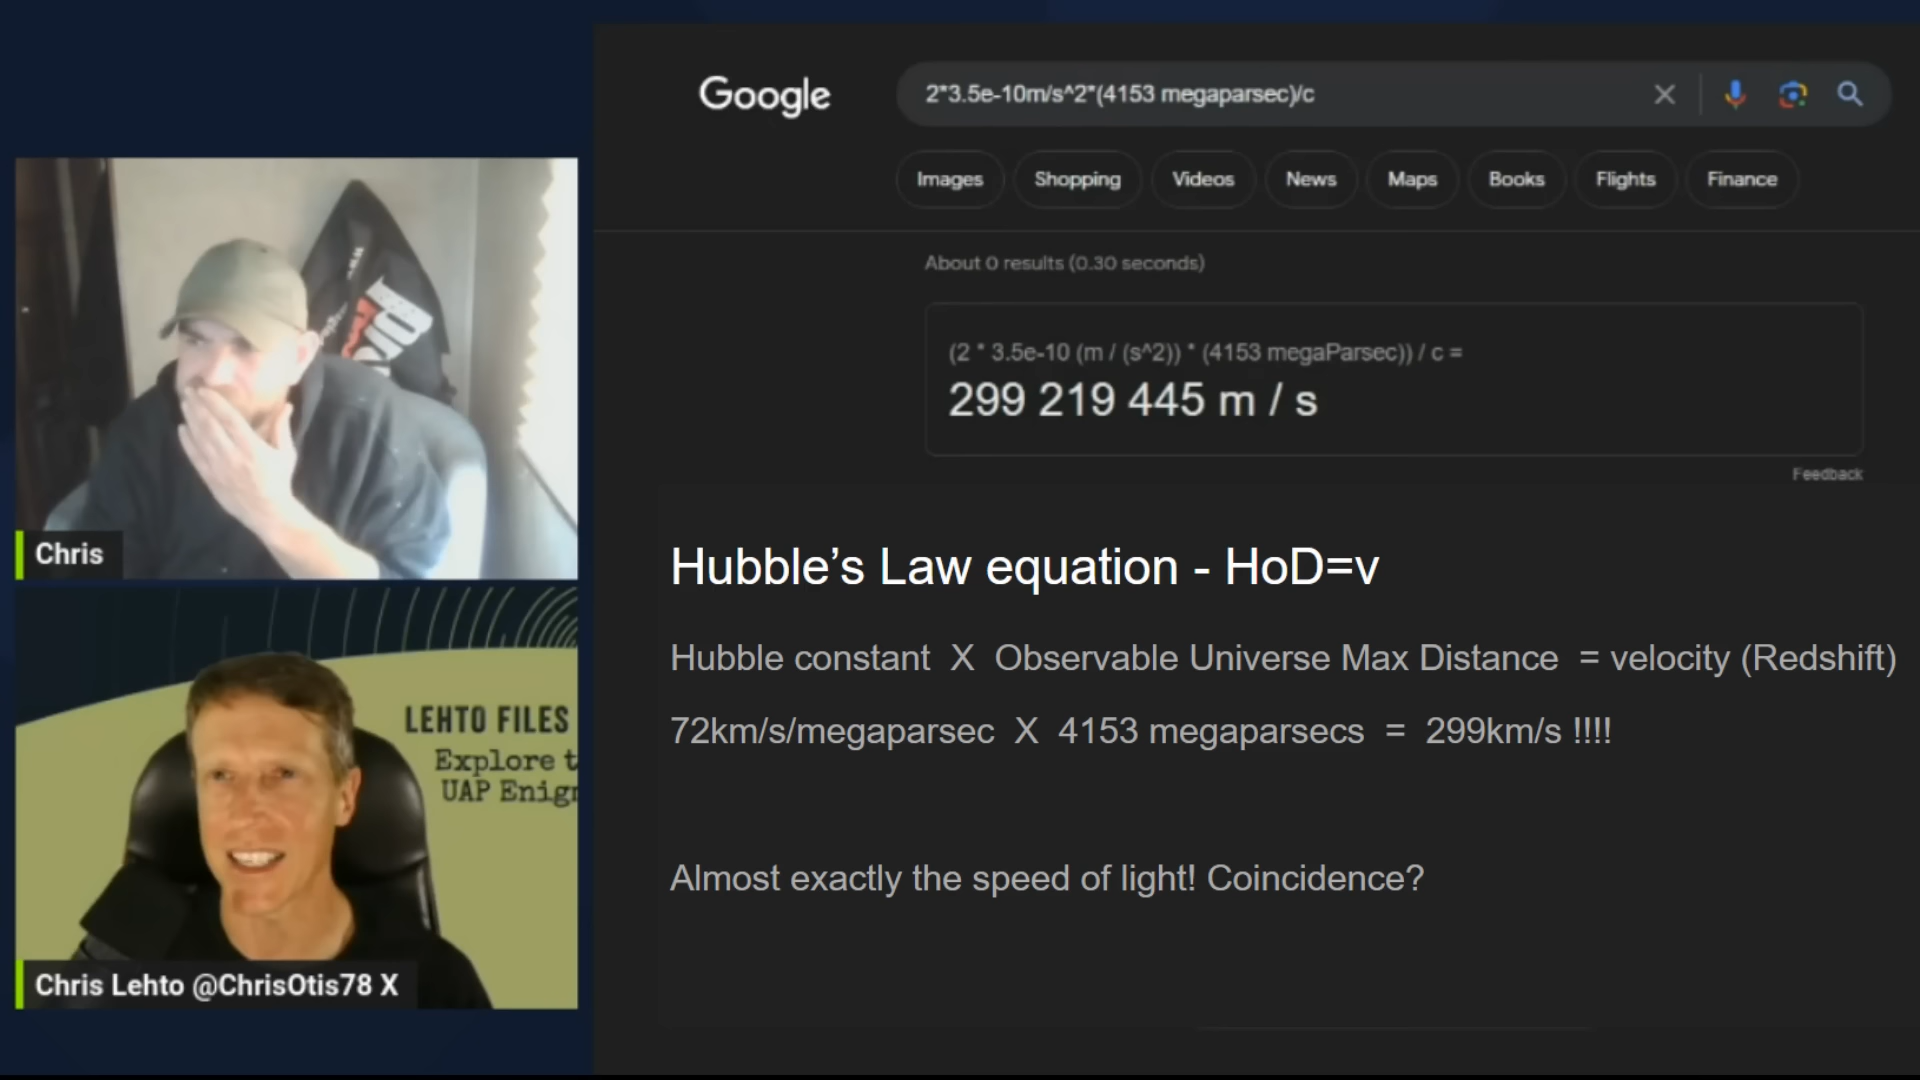 Google
2*3.5e-10m/s^2*(4153 megaparsec)/c
Images
Shopping
Videos
News
Maps
Books
Flights
Finance
About 0 results (0.30 seconds)
(2 * 3.5e-10 (m / (s^2)) * (4153 megaParsec)) / c =
299 219 445 m / s
Feedback
Chris
Hubble’s Law equation - HoD=v
Hubble constant X Observable Universe Max Distance = velocity (Redshift)
72km/s/megaparsec X 4153 megaparsecs = 299km/s !!!!
Almost exactly the speed of light! Coincidence?
LEHTO FILES
Explore t
UAP Enig
Chris Lehto @ChrisOtis78 X